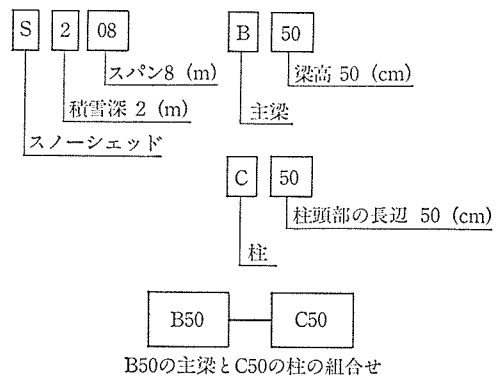 S 2 08
スパン8 (m)
積雪深 2 (m)
スノーシェッド
B 50
梁高 50 (cm)
主梁
C 50
柱頭部の長辺 50 (cm)
柱
B50 C50
B50の主梁とC50の柱の組合せ